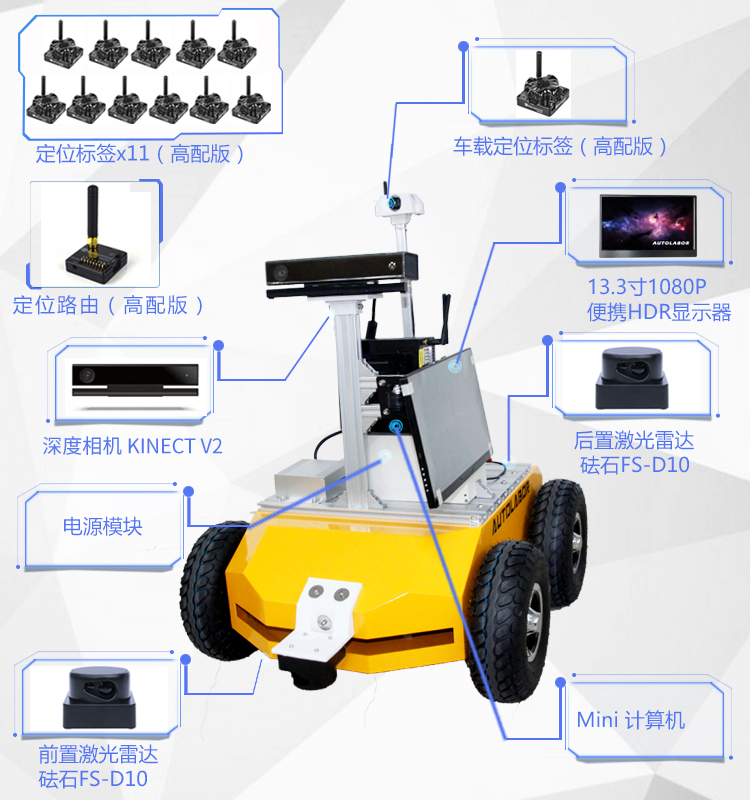 定位标签x11（高配版）
车载定位标签（高配版）
定位路由（高配版）
AUTOLABOR
13.3寸1080P
便携HDR显示器
深度相机 KINECT V2
后置激光雷达
砝石FS-D10
AUTOLABOR
电源模块
前置激光雷达
砝石FS-D10
Mini 计算机